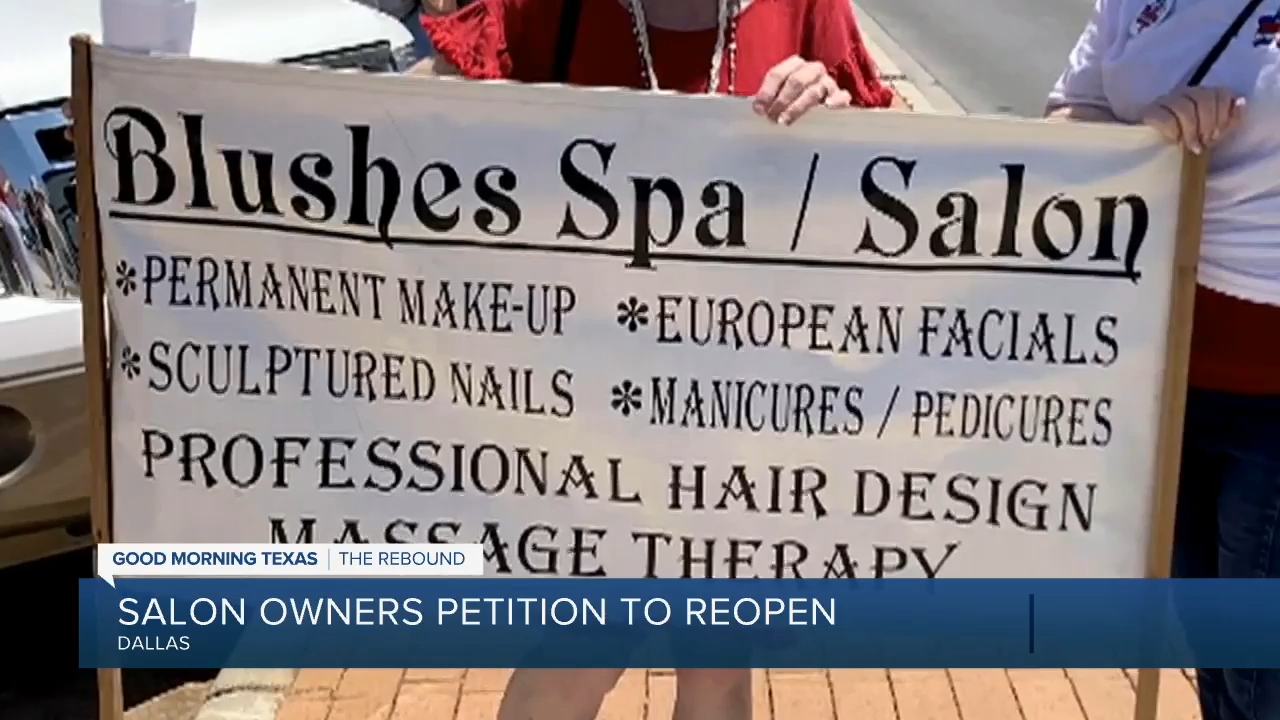 Blushes Spa / Salon
*PERMANENT MAKE-UP *EUROPEAN FACIALS
*SCULPTURED NAILS *MANICURES / PEDICURES
PROFESSIONAL HAIR DESIGN
MASSAGE THERAPY
GOOD MORNING TEXAS | THE REBOUND
SALON OWNERS PETITION TO REOPEN
DALLAS